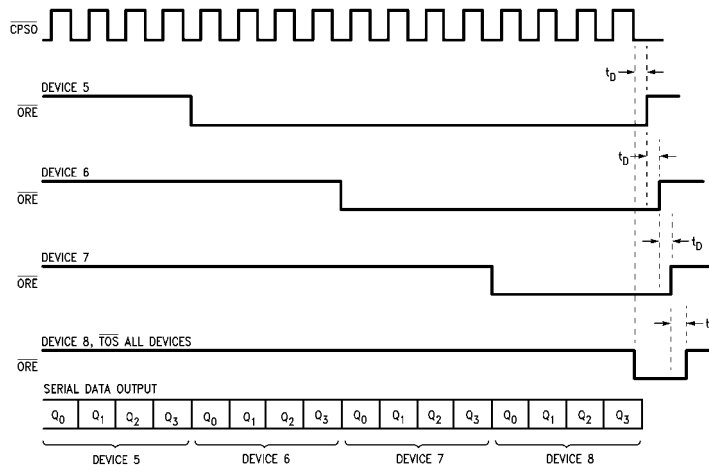 CPSO
t_D
DEVICE 5
ORE
t_D
DEVICE 6
ORE
t_D
DEVICE 7
ORE
t
DEVICE 8, TOS ALL DEVICES
ORE
SERIAL DATA OUTPUT
Q0 Q1 Q2 Q3 Q0 Q1 Q2 Q3 Q0 Q1 Q2 Q3 Q0 Q1 Q2 Q3
DEVICE 5 DEVICE 6 DEVICE 7 DEVICE 8